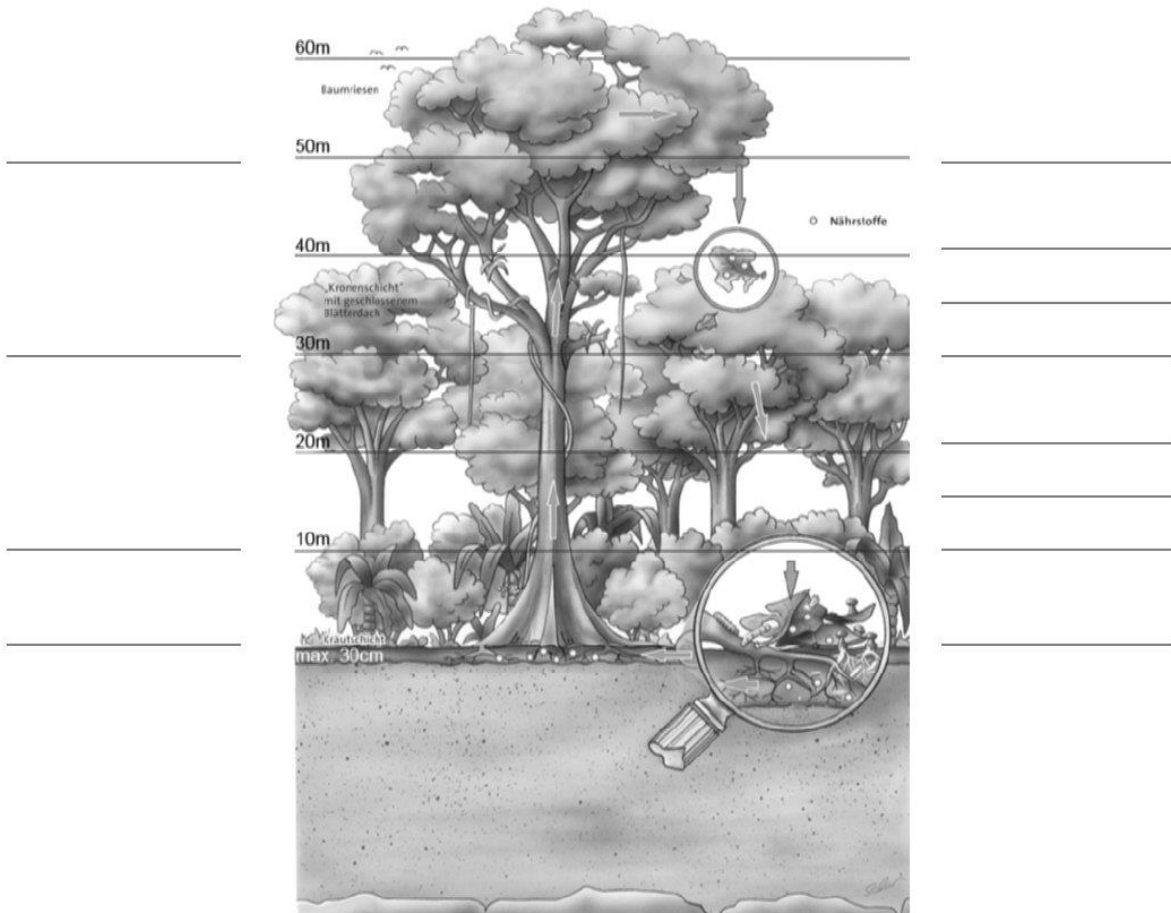 60m
Baumriesen
50m
Nährstoffe
40m
„Kronenschicht"
mit geschlossenem
Blätterdach
30m
20m
10m
Krautschicht
max. 30cm